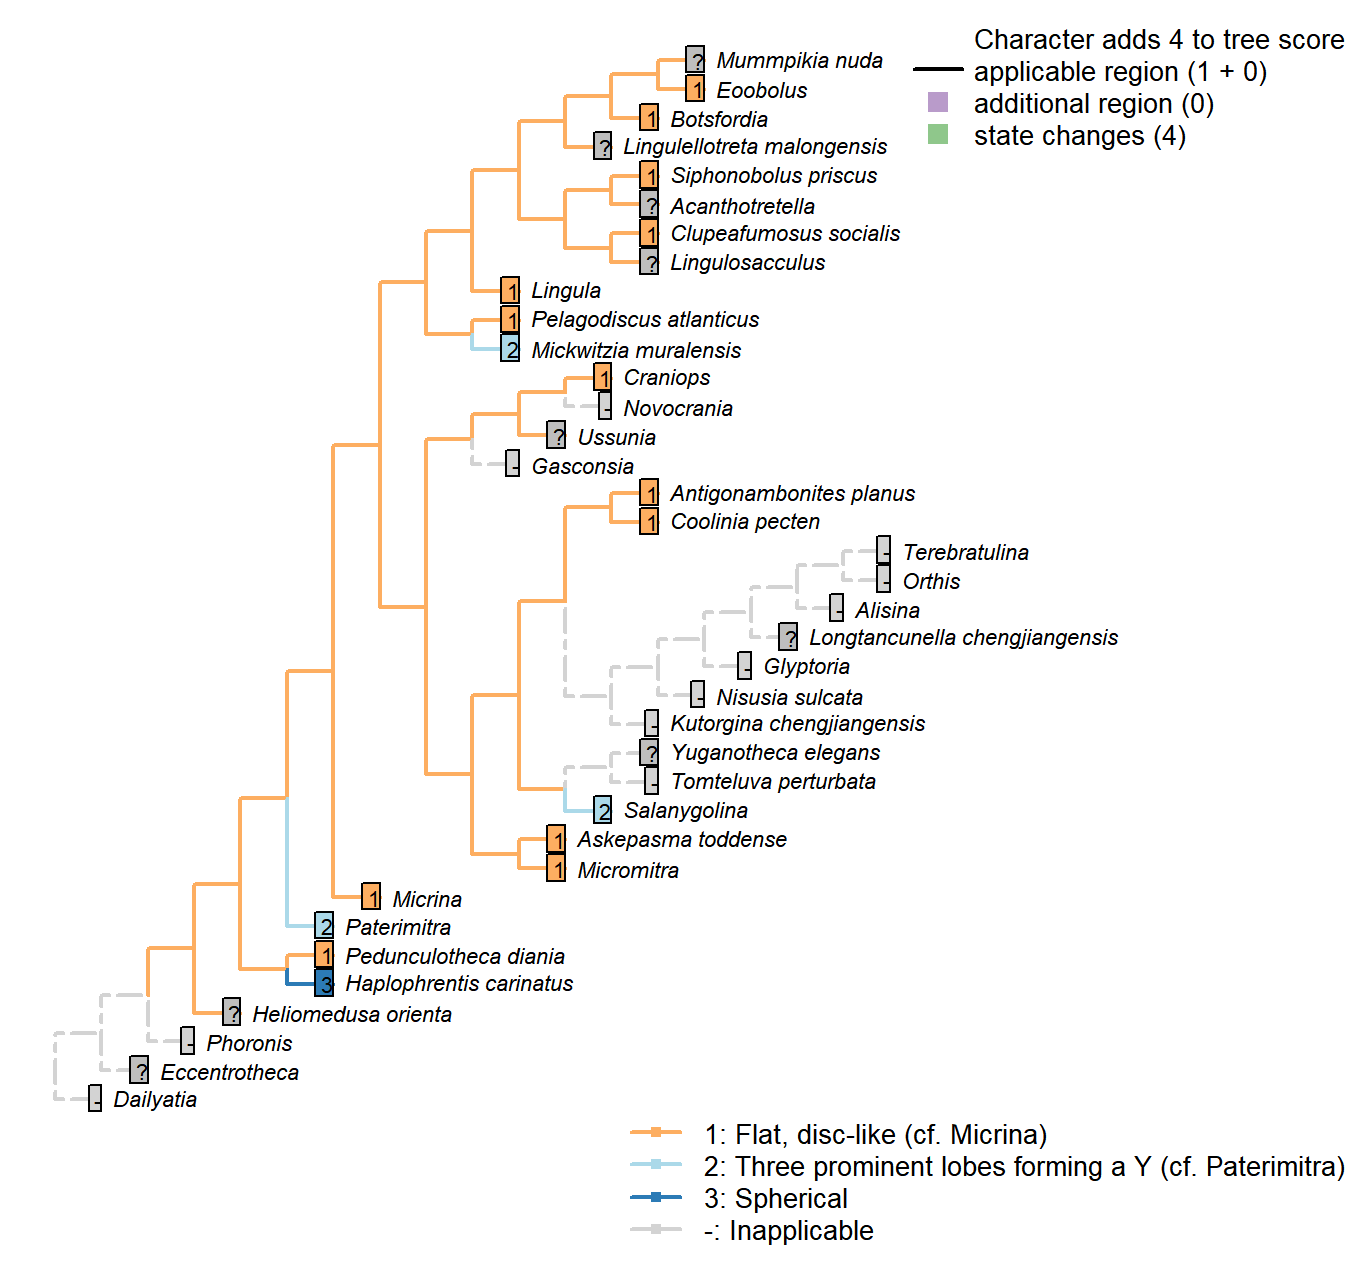 Character adds 4 to tree score
applicable region (1 + 0)
additional region (0)
state changes (4)
? Mummpikia nuda
1 Eoobolus
1 Botsfordia
? Lingulellotreta malongensis
1 Siphonobolus priscus
? Acanthotretella
1 Clupeafumosus socialis
? Lingulosacculus
1 Lingula
1 Pelagodiscus atlanticus
2 Mickwitzia muralensis
1 Craniops
- Novocrania
? Ussunia
- Gasconsia
1 Antigonambonites planus
1 Coolinia pecten
- Terebratulina
- Orthis
- Alisina
? Longtancunella chengjiangensis
- Glyptoria
- Nisusia sulcata
- Kutorgina chengjiangensis
? Yuganotheca elegans
- Tomteluva perturbata
2 Salanygolina
1 Askepasma toddense
1 Micromitra
1 Micrina
2 Paterimitra
1 Pedunculotheca diania
3 Haplophrentis carinatus
? Heliomedusa orienta
- Phoronis
? Eccentrotheca
- Dailyatia
1: Flat, disc-like (cf. Micrina)
2: Three prominent lobes forming a Y (cf. Paterimitra)
3: Spherical
-: Inapplicable